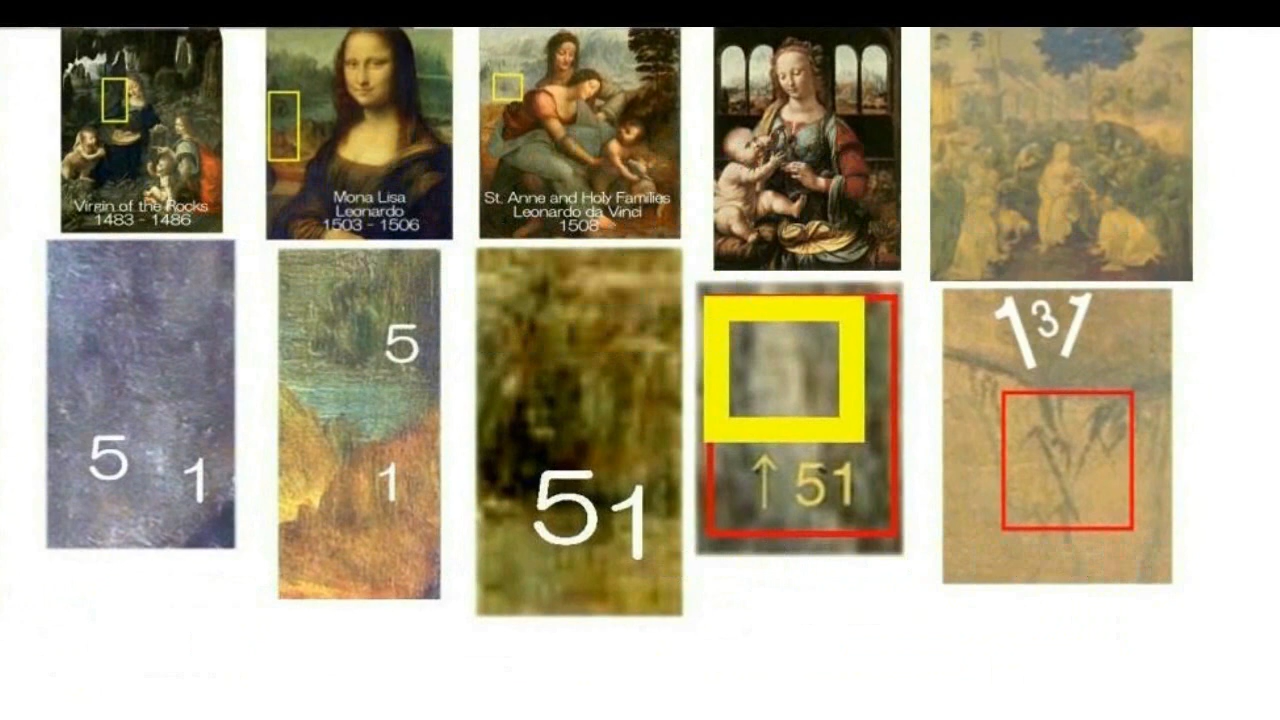 Virgin of the Rocks
1483 - 1486
Mona Lisa
Leonardo
1503 - 1506
St. Anne and Holy Families
Leonardo da Vinci
1508
5
1
5
1
51
↑ 51
131